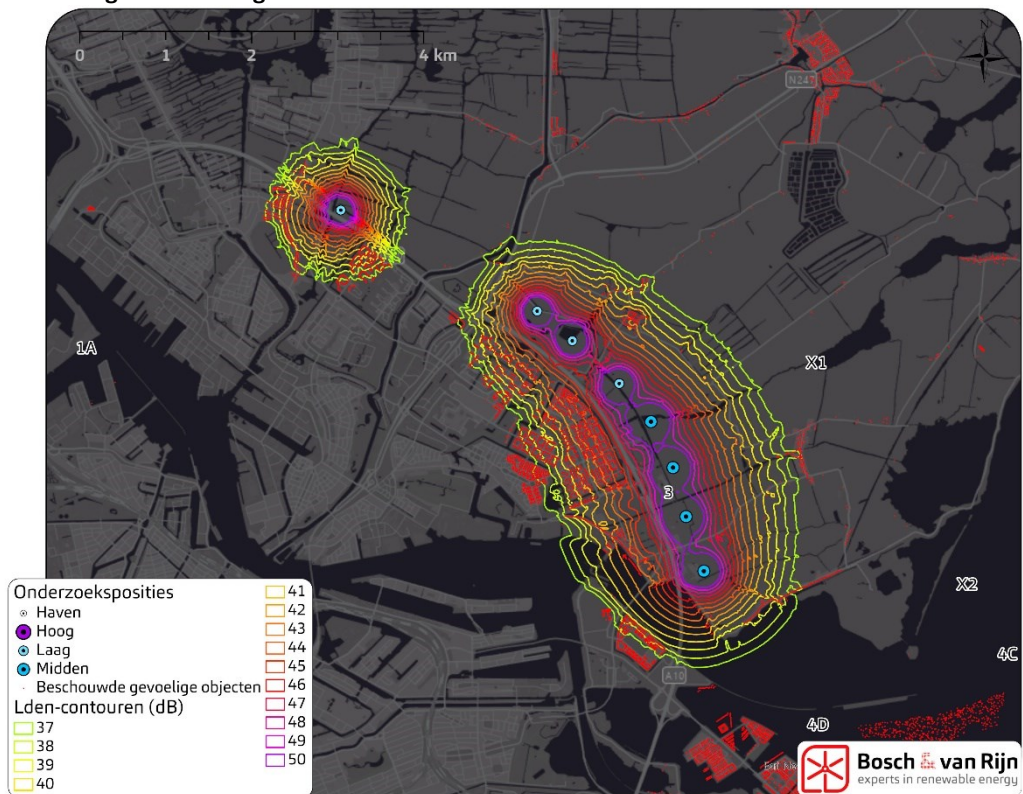 0 2 4 km
N
N247
1A
X1
3
X2
4C
4D
A10
Onderzoeksposities
Haven
Hoog
Laag
Midden
Beschouwde gevoelige objecten
Lden-contouren (dB)
37
38
39
40
41
42
43
44
45
46
47
48
49
50
Bosch & van Rijn
experts in renewable energy